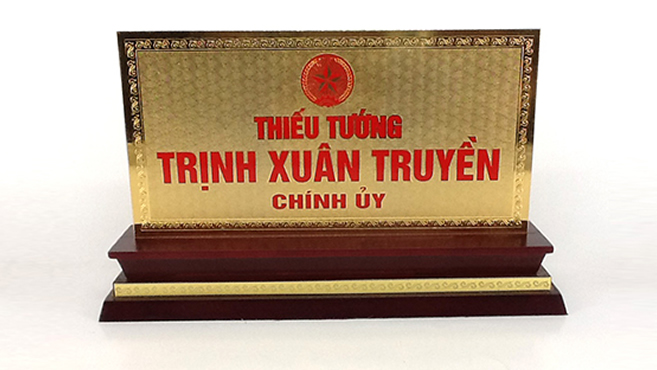 THIẾU TƯỚNG
TRỊNH XUÂN TRUYỀN
CHÍNH ỦY